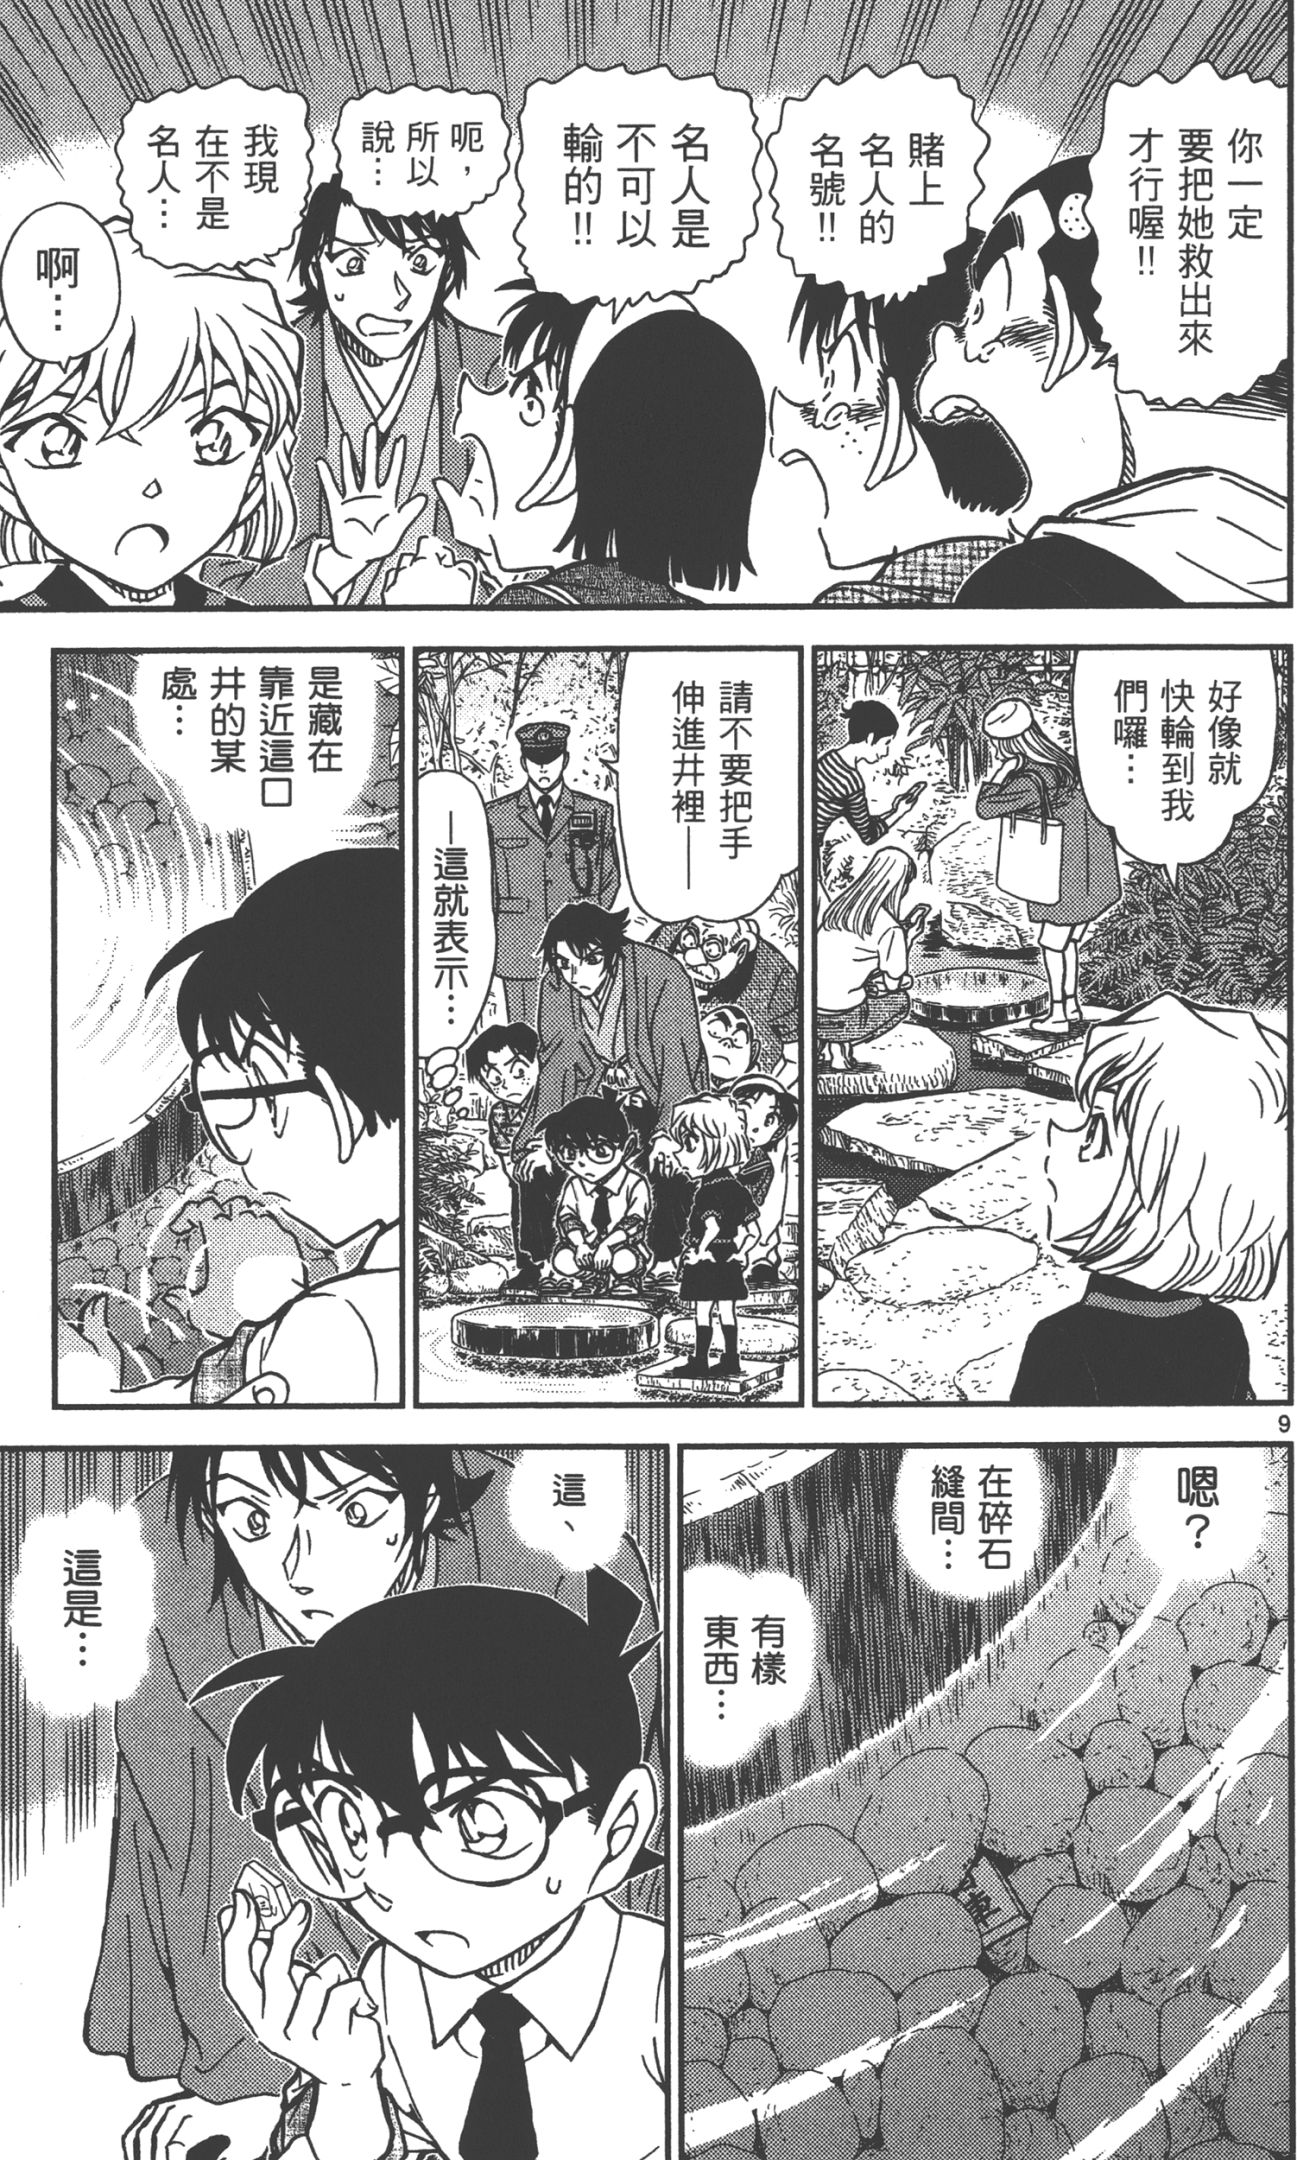 你一定
要把她救出來
才行喔!!
賭上
名人的
名號!!
名人是
不可以
輸的!!
呃，
所以
說…
我現
在不是
名人…
啊…
好像就
快輪到我
們囉…
請不要把手
伸進井裡——
—這就表示…
是藏在
靠近這口
井的某
處…
9
嗯?
在碎石
縫間…
有樣
東西…
這、
這是…